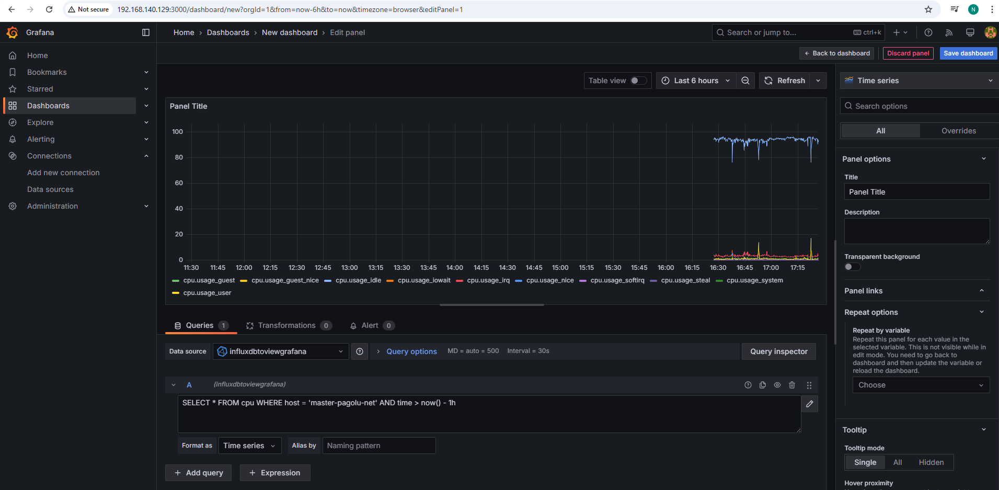 Not secure
192.168.140.129:3000/dashboard/new?orgId=1&from=now-6h&to=now&timezone=browser&editPanel=1
N
Grafana
Home › Dashboards › New dashboard › Edit panel
Search or jump to...
ctrl+k
Back to dashboard
Discard panel
Save dashboard
Home
Bookmarks
Starred
Dashboards
Explore
Alerting
Connections
Add new connection
Data sources
Administration
Table view
Last 6 hours
Refresh
Panel Title
100
80
60
40
20
0
11:30 11:45 12:00 12:15 12:30 12:45 13:00 13:15 13:30 13:45 14:00 14:15 14:30 14:45 15:00 15:15 15:30 15:45 16:00 16:15 16:30 16:45 17:00 17:15
cpu.usage_guest cpu.usage_guest_nice cpu.usage_idle cpu.usage_iowait cpu.usage_irq cpu.usage_nice cpu.usage_softirq cpu.usage_steal cpu.usage_system
cpu.usage_user
Queries 1
Transformations 0
Alert 0
Data source
influxdbtoviewgrafana
Query options
MD = auto = 500
Interval = 30s
Query inspector
A
(influxdbtoviewgrafana)
SELECT * FROM cpu WHERE host = 'master-pagolu-net' AND time > now() - 1h
Format as
Time series
Alias by
Naming pattern
+ Add query
+ Expression
Time series
Search options
All
Overrides
Panel options
Title
Panel Title
Description
Transparent background
Panel links
Repeat options
Repeat by variable
Repeat this panel for each value in the
selected variable. This is not visible while in
edit mode. You need to go back to
dashboard and then update the variable or
reload the dashboard.
Choose
Tooltip
Tooltip mode
Single
All
Hidden
Hover proximity